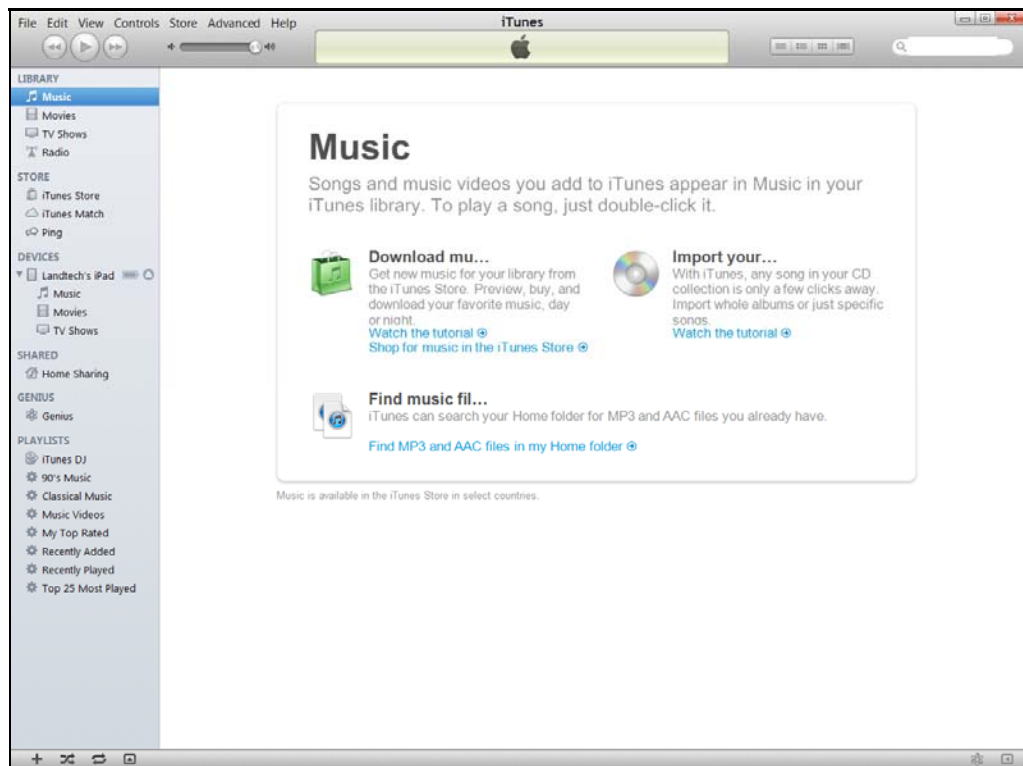 File Edit View Controls Store Advanced Help
iTunes
LIBRARY
Music
Movies
TV Shows
Radio
STORE
iTunes Store
iTunes Match
Ping
DEVICES
Landtech's iPad
Music
Movies
TV Shows
SHARED
Home Sharing
GENIUS
Genius
PLAYLISTS
iTunes DJ
90's Music
Classical Music
Music Videos
My Top Rated
Recently Added
Recently Played
Top 25 Most Played
Music
Songs and music videos you add to iTunes appear in Music in your
iTunes library. To play a song, just double-click it.
Download mu...
Get new music for your library from
the iTunes Store. Preview, buy, and
download your favorite music, day
or night.
Watch the tutorial
Shop for music in the iTunes Store
Import your...
With iTunes, any song in your CD
collection is only a few clicks away.
Import whole albums or just specific
songs.
Watch the tutorial
Find music fil...
iTunes can search your Home folder for MP3 and AAC files you already have.
Find MP3 and AAC files in my Home folder
Music is available in the iTunes Store in select countries.